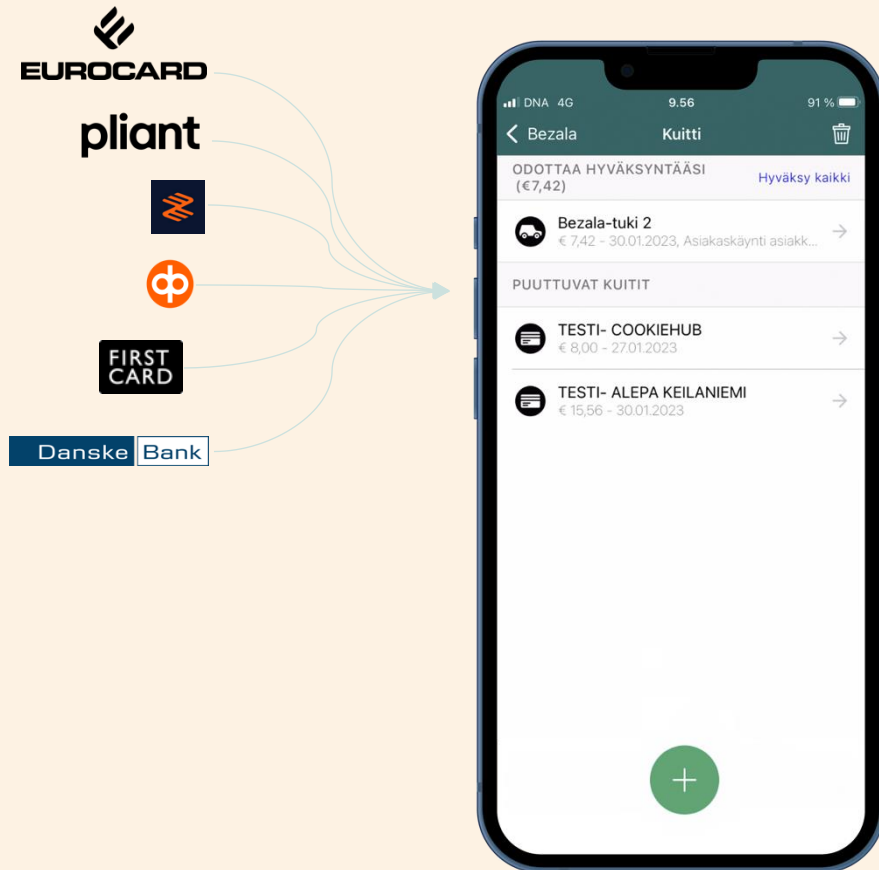 EUROCARD
pliant
FIRST
CARD
Danske Bank
DNA 4G 9.56 91 %
Bezala Kuitti
ODOTTAA HYVÄKSYNTÄÄSI
(€7,42)
Hyväksy kaikki
Bezala-tuki 2
€ 7,42 - 30.01.2023, Asiakaskäynti asiakk...
PUUTTUVAT KUITIT
TESTI- COOKIEHUB
€ 8,00 - 27.01.2023
TESTI- ALEPA KEILANIEMI
€ 15,56 - 30.01.2023